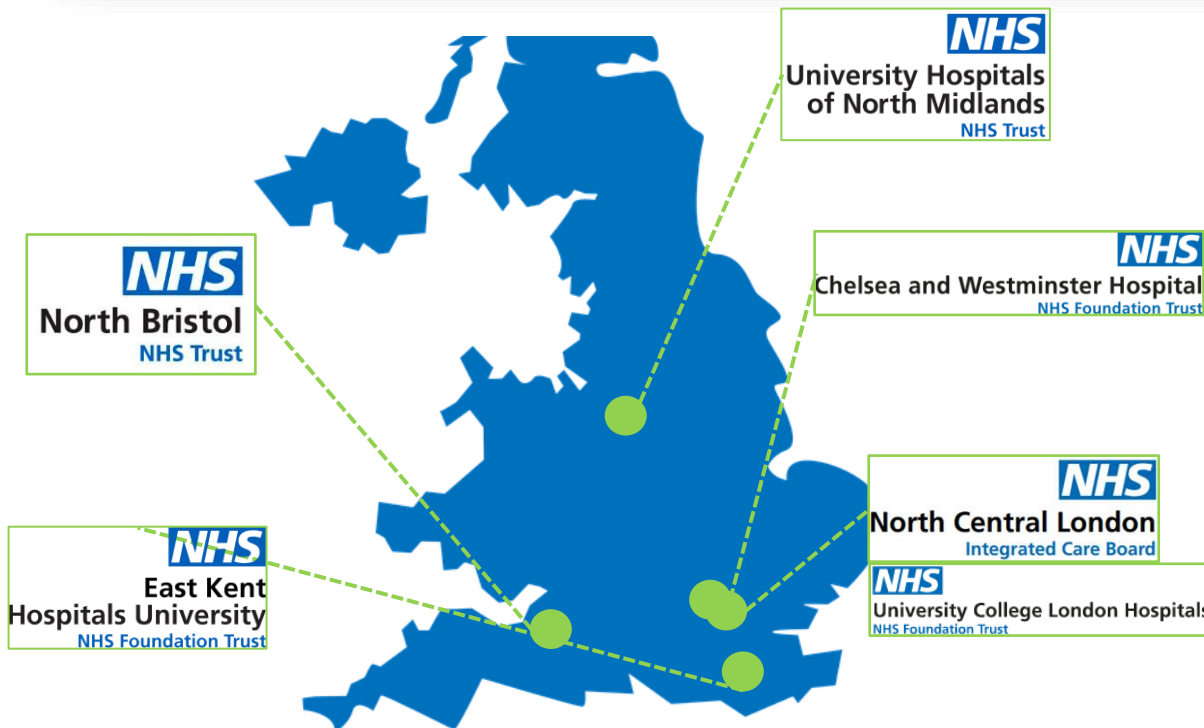 NHS
University Hospitals
of North Midlands
NHS Trust
NHS
North Bristol
NHS Trust
NHS
Chelsea and Westminster Hospital
NHS Foundation Trust
NHS
North Central London
Integrated Care Board
NHS
East Kent
Hospitals University
NHS Foundation Trust
NHS
University College London Hospitals
NHS Foundation Trust